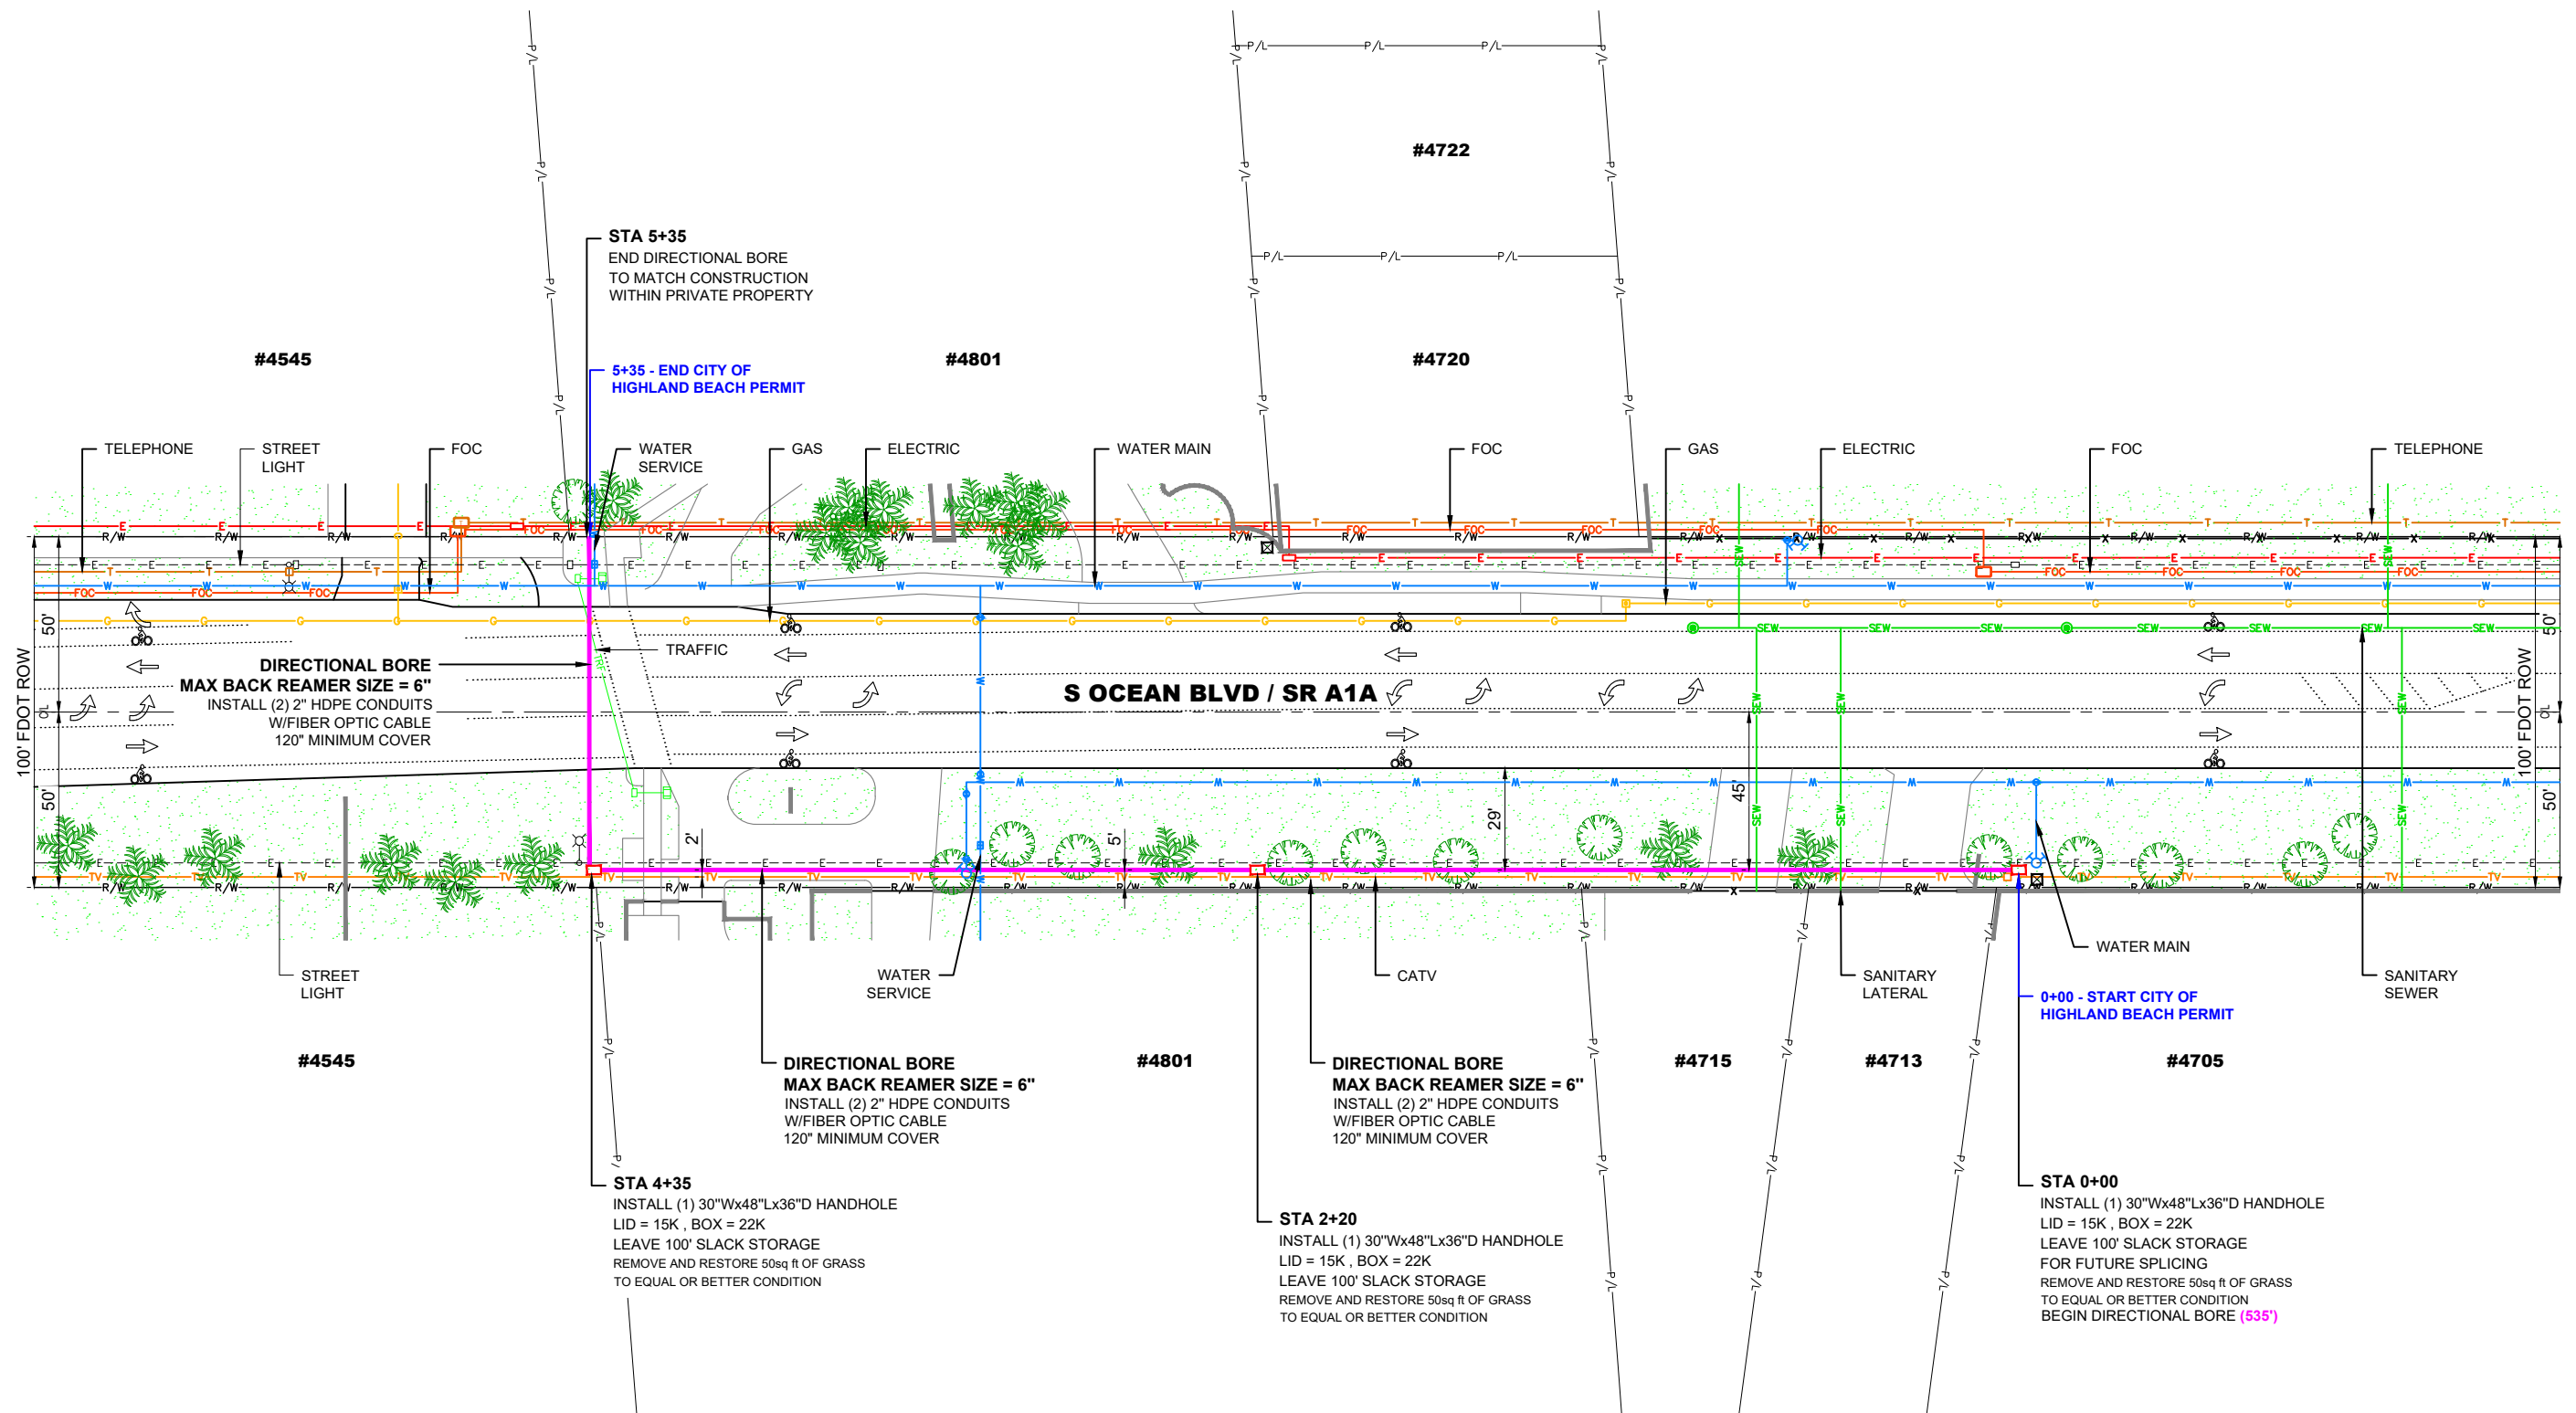 #4722
STA 5+35
END DIRECTIONAL BORE
TO MATCH CONSTRUCTION
WITHIN PRIVATE PROPERTY
#4545
#4801
#4720
5+35 - END CITY OF
HIGHLAND BEACH PERMIT
TELEPHONE
STREET
LIGHT
FOC
WATER
SERVICE
GAS
ELECTRIC
WATER MAIN
FOC
GAS
ELECTRIC
FOC
TELEPHONE
100' FDOT ROW
50'
50'
DIRECTIONAL BORE
MAX BACK REAMER SIZE = 6"
INSTALL (2) 2" HDPE CONDUITS
W/FIBER OPTIC CABLE
120" MINIMUM COVER
TRAFFIC
S OCEAN BLVD / SR A1A
100' FDOT ROW
50'
50'
2'
5'
29'
45'
STREET
LIGHT
WATER
SERVICE
CATV
SANITARY
LATERAL
WATER MAIN
SANITARY
SEWER
0+00 - START CITY OF
HIGHLAND BEACH PERMIT
#4545
#4801
#4715
#4713
#4705
DIRECTIONAL BORE
MAX BACK REAMER SIZE = 6"
INSTALL (2) 2" HDPE CONDUITS
W/FIBER OPTIC CABLE
120" MINIMUM COVER
DIRECTIONAL BORE
MAX BACK REAMER SIZE = 6"
INSTALL (2) 2" HDPE CONDUITS
W/FIBER OPTIC CABLE
120" MINIMUM COVER
STA 4+35
INSTALL (1) 30"Wx48"Lx36"D HANDHOLE
LID = 15K , BOX = 22K
LEAVE 100' SLACK STORAGE
REMOVE AND RESTORE 50sq ft OF GRASS
TO EQUAL OR BETTER CONDITION
STA 2+20
INSTALL (1) 30"Wx48"Lx36"D HANDHOLE
LID = 15K , BOX = 22K
LEAVE 100' SLACK STORAGE
REMOVE AND RESTORE 50sq ft OF GRASS
TO EQUAL OR BETTER CONDITION
STA 0+00
INSTALL (1) 30"Wx48"Lx36"D HANDHOLE
LID = 15K , BOX = 22K
LEAVE 100' SLACK STORAGE
FOR FUTURE SPLICING
REMOVE AND RESTORE 50sq ft OF GRASS
TO EQUAL OR BETTER CONDITION
BEGIN DIRECTIONAL BORE (535')